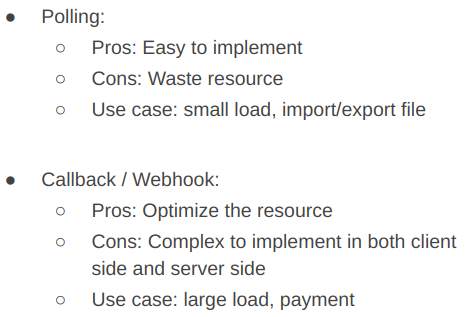 ● Polling:
○ Pros: Easy to implement
○ Cons: Waste resource
○ Use case: small load, import/export file
● Callback / Webhook:
○ Pros: Optimize the resource
○ Cons: Complex to implement in both client
side and server side
○ Use case: large load, payment